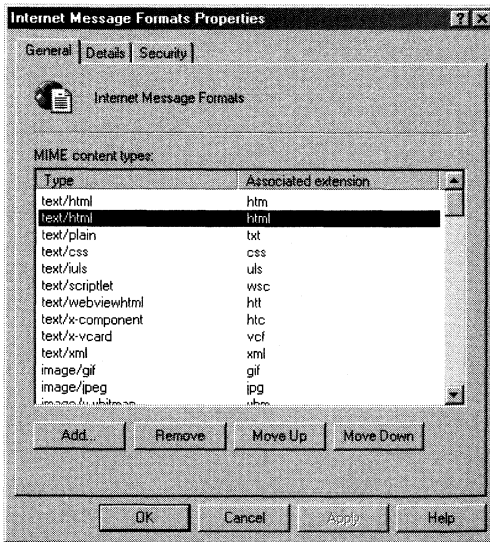 Internet Message Formats Properties
General Details Security
Internet Message Formats
MIME content types:
Type Associated extension
text/html htm
text/html html
text/plain txt
text/css css
text/iuls uls
text/scriptlet wsc
text/webviewhtml htt
text/x-component htc
text/x-vcard vcf
text/xml xml
image/gif gif
image/jpeg jpg
Add... Remove Move Up Move Down
OK Cancel Apply Help